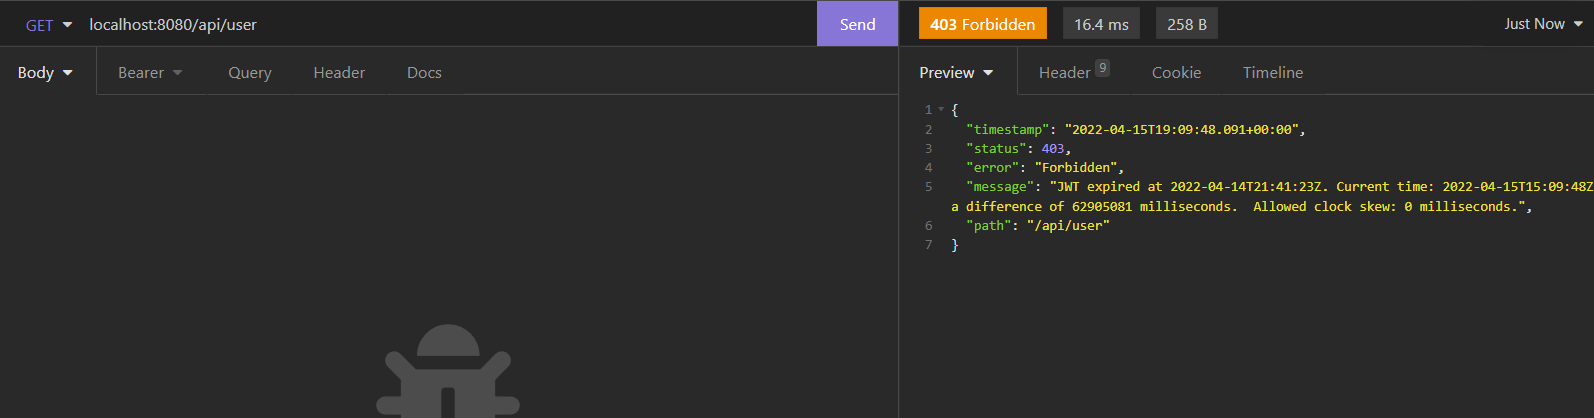 GET localhost:8080/api/user Send 403 Forbidden 16.4 ms 258 B Just Now
Body Bearer Query Header Docs Preview Header 9 Cookie Timeline
1 {
2 "timestamp": "2022-04-15T19:09:48.091+00:00",
3 "status": 403,
4 "error": "Forbidden",
5 "message": "JWT expired at 2022-04-14T21:41:23Z. Current time: 2022-04-15T15:09:48Z
a difference of 62905081 milliseconds.  Allowed clock skew: 0 milliseconds.",
6 "path": "/api/user"
7 }